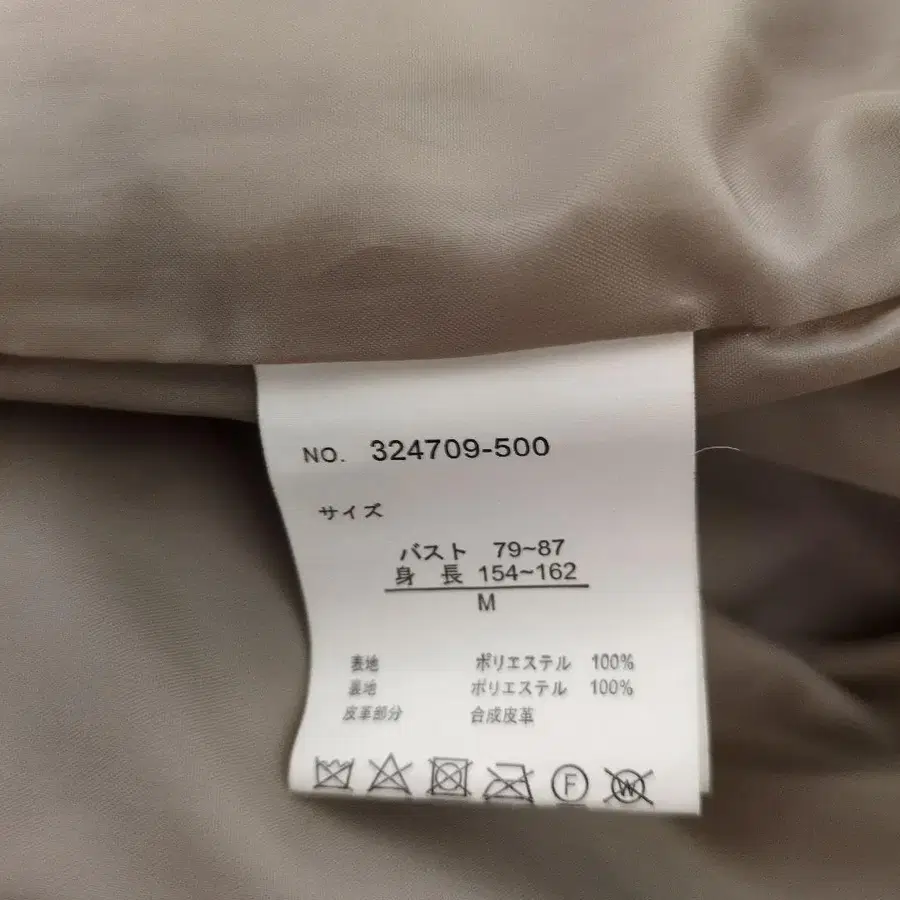 NO. 324709-500
サイズ
バスト 79~87
身 長 154~162
M
表地 ポリエステル 100%
裏地 ポリエステル 100%
皮革部分 合成皮革
F W